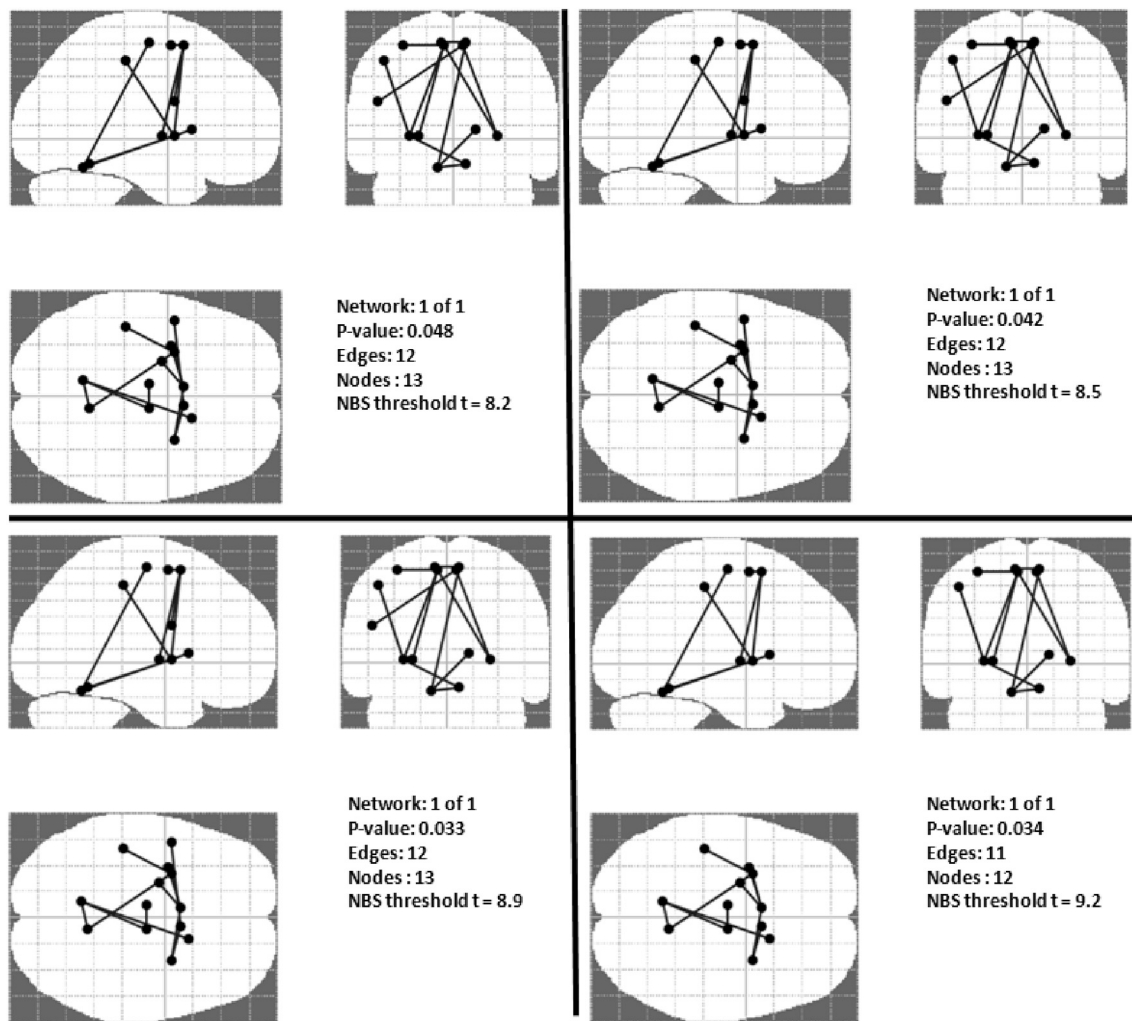 Network: 1 of 1
P-value: 0.048
Edges: 12
Nodes : 13
NBS threshold t = 8.2
Network: 1 of 1
P-value: 0.042
Edges: 12
Nodes : 13
NBS threshold t = 8.5
Network: 1 of 1
P-value: 0.033
Edges: 12
Nodes : 13
NBS threshold t = 8.9
Network: 1 of 1
P-value: 0.034
Edges: 11
Nodes : 12
NBS threshold t = 9.2